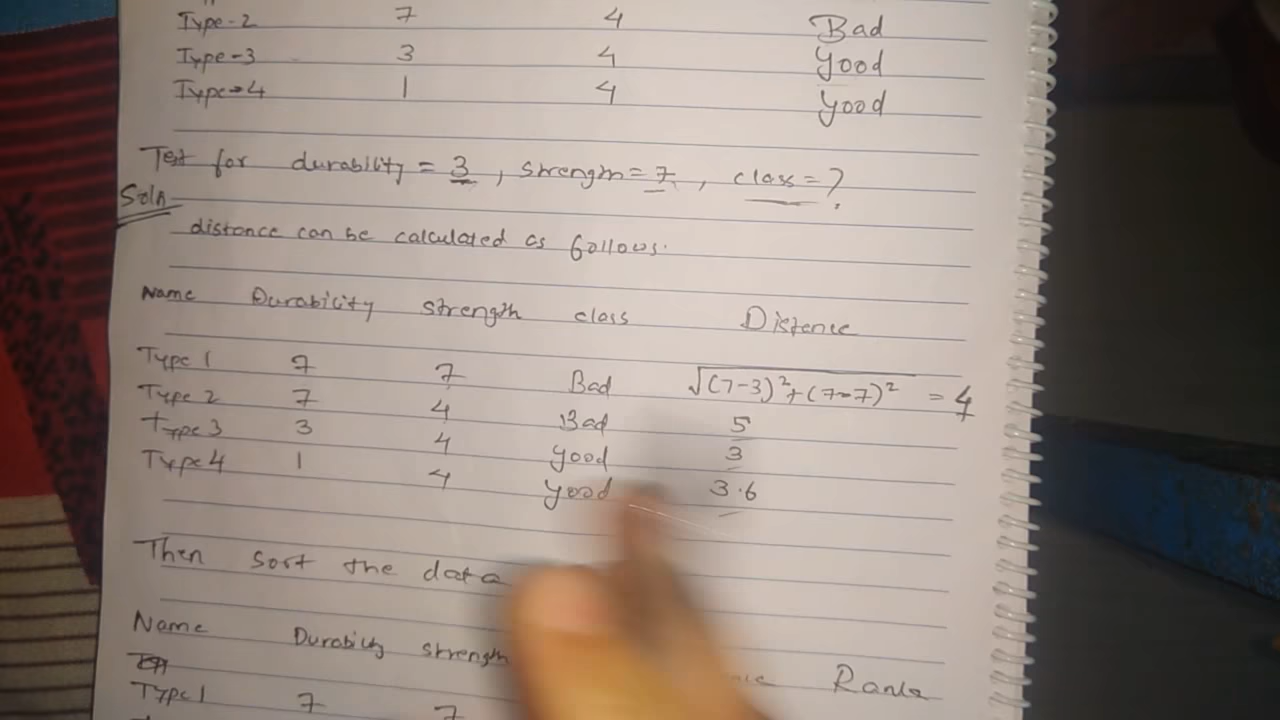 Type-2 7 4 Bad
Type-3 3 4 Good
Type-4 1 4 Good
Test for durability = 3, strength = 7, class = ?
Soln
distance can be calculated as follows.
Name Durability strength class Distance
Type 1 7 7 Bad √(7-3)²+(7-7)² = 4
Type 2 7 4 Bad 5
Type 3 3 4 Good 3
Type 4 1 4 Good 3.6
Then sort the data
Name Durability strength Rank
Type 1 7 7